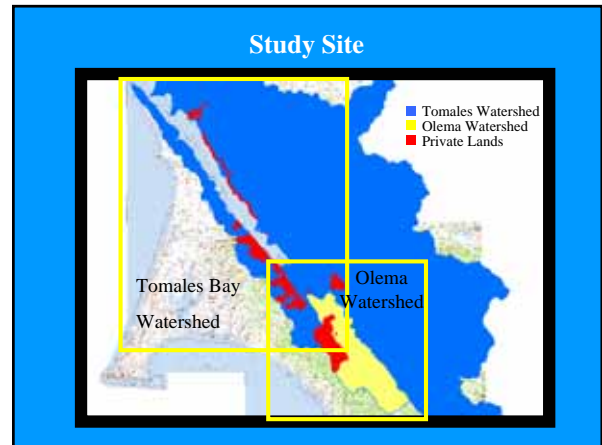 Study Site
Tomales Watershed
Olema Watershed
Private Lands
Tomales Bay
Watershed
Olema
Watershed